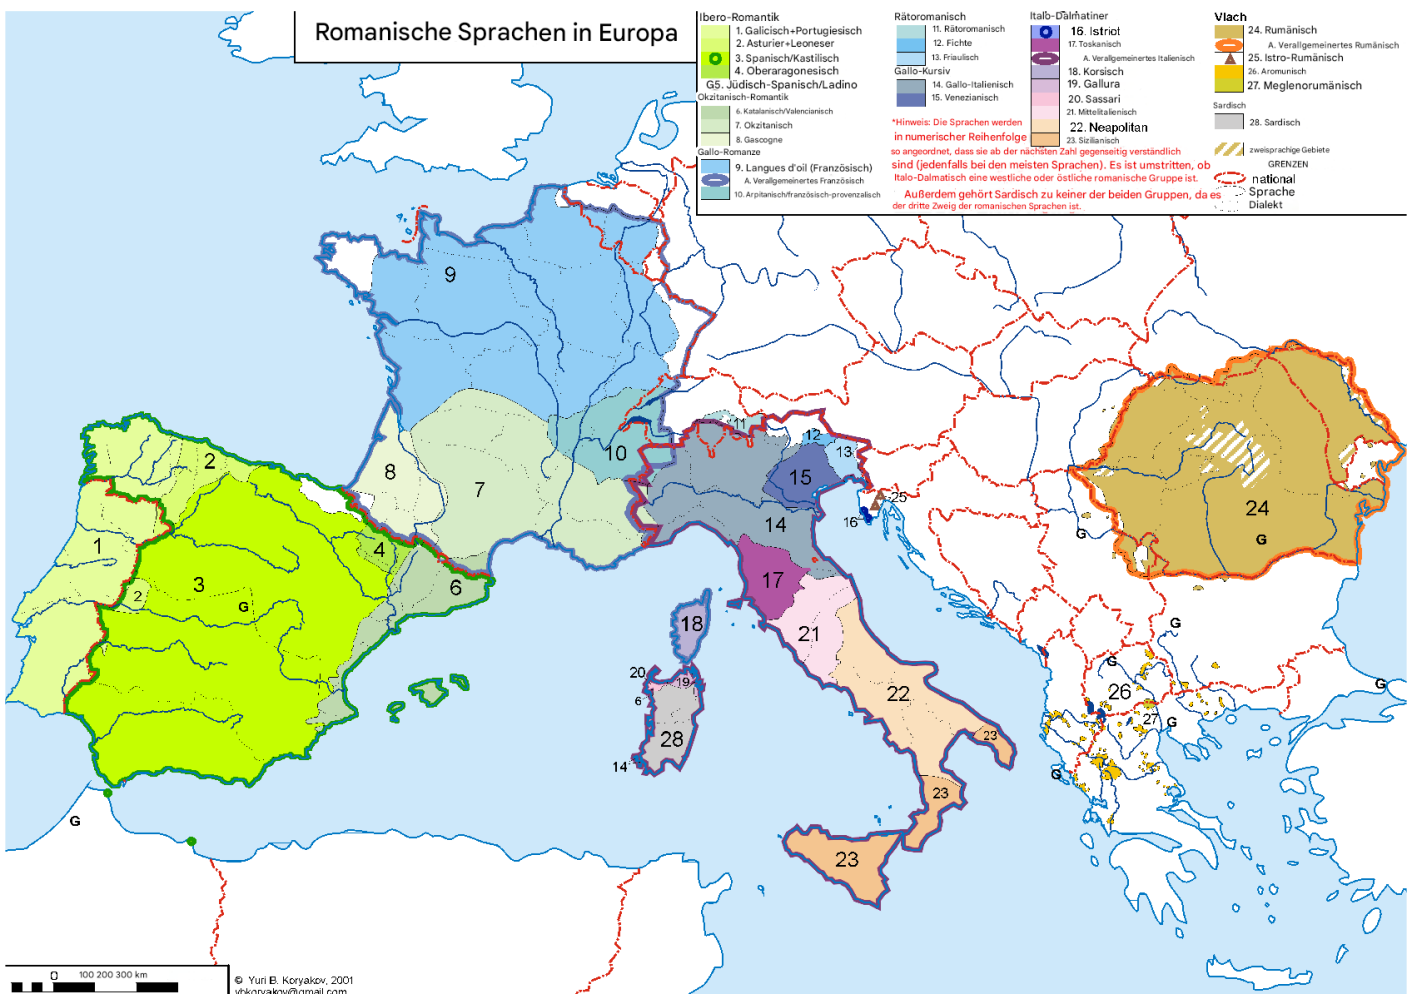 Romanische Sprachen in Europa
Ibero-Romantik
1. Galicisch+Portugiesisch
2. Asturier+Leoneser
3. Spanisch/Kastilisch
4. Oberaragonesisch
G5. Jüdisch-Spanisch/Ladino
Okzitanisch-Romantik
6. Katalanisch/Valencianisch
7. Okzitanisch
8. Gascogne
Gallo-Romanze
9. Langues d'oil (Französisch)
A. Verallgemeinertes Französisch
10. Arpitanisch/französisch-provenzalisch
Rätoromanisch
11. Rätoromanisch
12. Fichte
13. Friaulisch
Gallo-Kursiv
14. Gallo-Italienisch
15. Venezianisch
Italo-Dalmatiner
16. Istriot
17. Toskanisch
A. Verallgemeinertes Italienisch
18. Korsisch
19. Gallura
20. Sassari
21. Mittelitalienisch
22. Neapolitan
23. Sizilianisch
Vlach
24. Rumänisch
A. Verallgemeinertes Rumänisch
25. Istro-Rumänisch
26. Aromunisch
27. Meglenorumänisch
Sardisch
28. Sardisch
zweisprachige Gebiete
GRENZEN
national
Sprache
Dialekt
*Hinweis: Die Sprachen werden
in numerischer Reihenfolge
so angeordnet, dass sie ab der nächsten Zahl gegenseitig verständlich
sind (jedenfalls bei den meisten Sprachen). Es ist umstritten, ob
Italo-Dalmatisch eine westliche oder östliche romanische Gruppe ist.
Außerdem gehört Sardisch zu keiner der beiden Gruppen, da es
der dritte Zweig der romanischen Sprachen ist.
9
11
12
13
2
10
8
7
15
25
16
14
24
G
G
1
4
3
6
17
2
G
18
21
G
20
19
6
G
26
22
G
27
G
28
23
14
G
23
G
23
0 100 200 300 km
© Yuri B. Koryakov, 2001
ybkoryakov@gmail.com